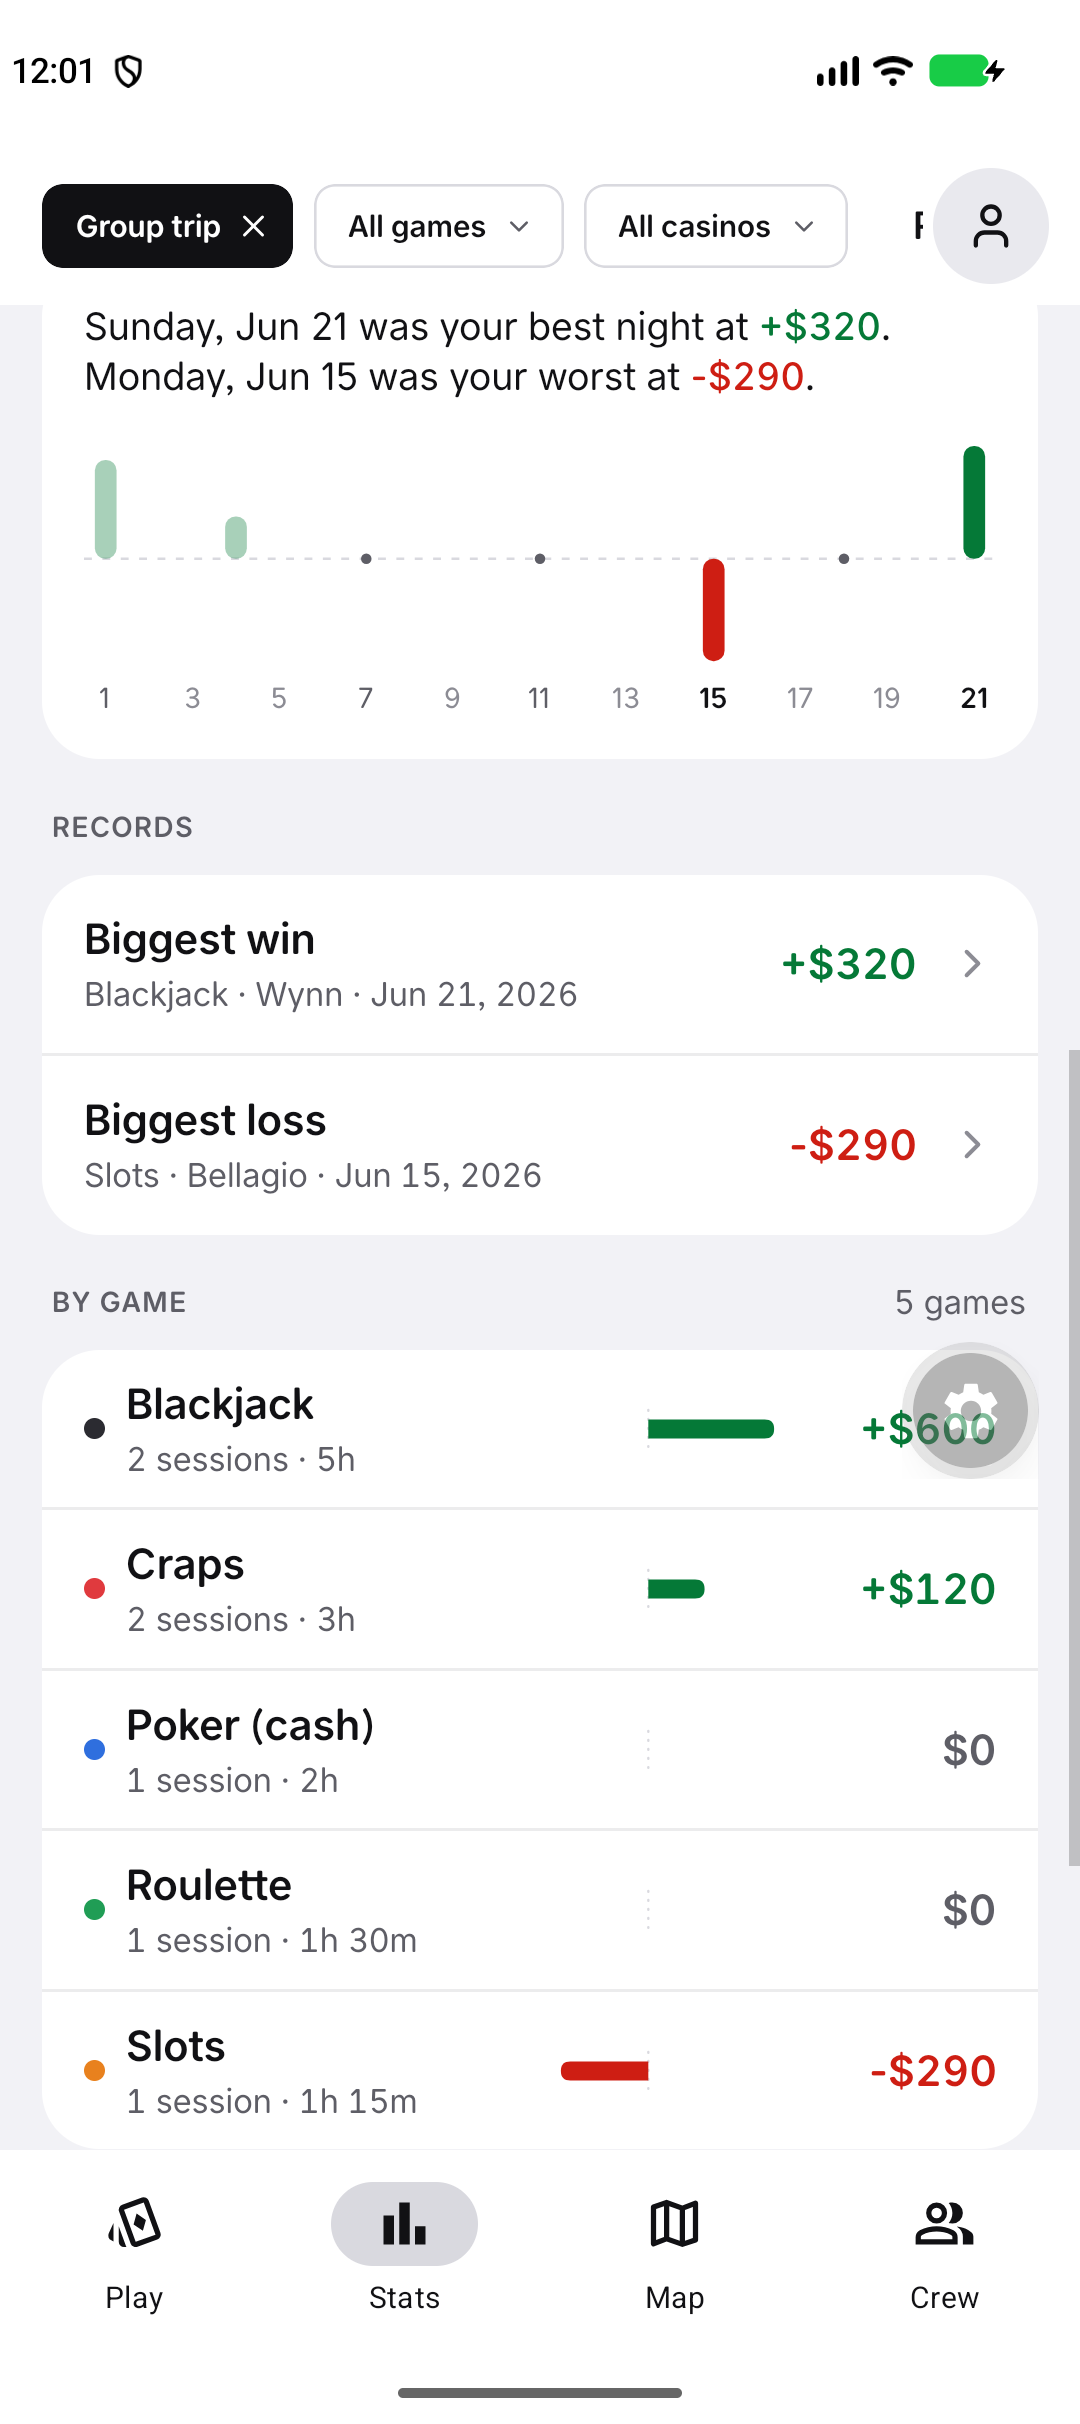 12:01
Group trip
All games
All casinos
Sunday, Jun 21 was your best night at +$320.
Monday, Jun 15 was your worst at -$290.
1 3 5 7 9 11 13 15 17 19 21
RECORDS
Biggest win
Blackjack · Wynn · Jun 21, 2026
+$320
Biggest loss
Slots · Bellagio · Jun 15, 2026
-$290
BY GAME
5 games
Blackjack
2 sessions · 5h
+$600
Craps
2 sessions · 3h
+$120
Poker (cash)
1 session · 2h
$0
Roulette
1 session · 1h 30m
$0
Slots
1 session · 1h 15m
-$290
Play
Stats
Map
Crew